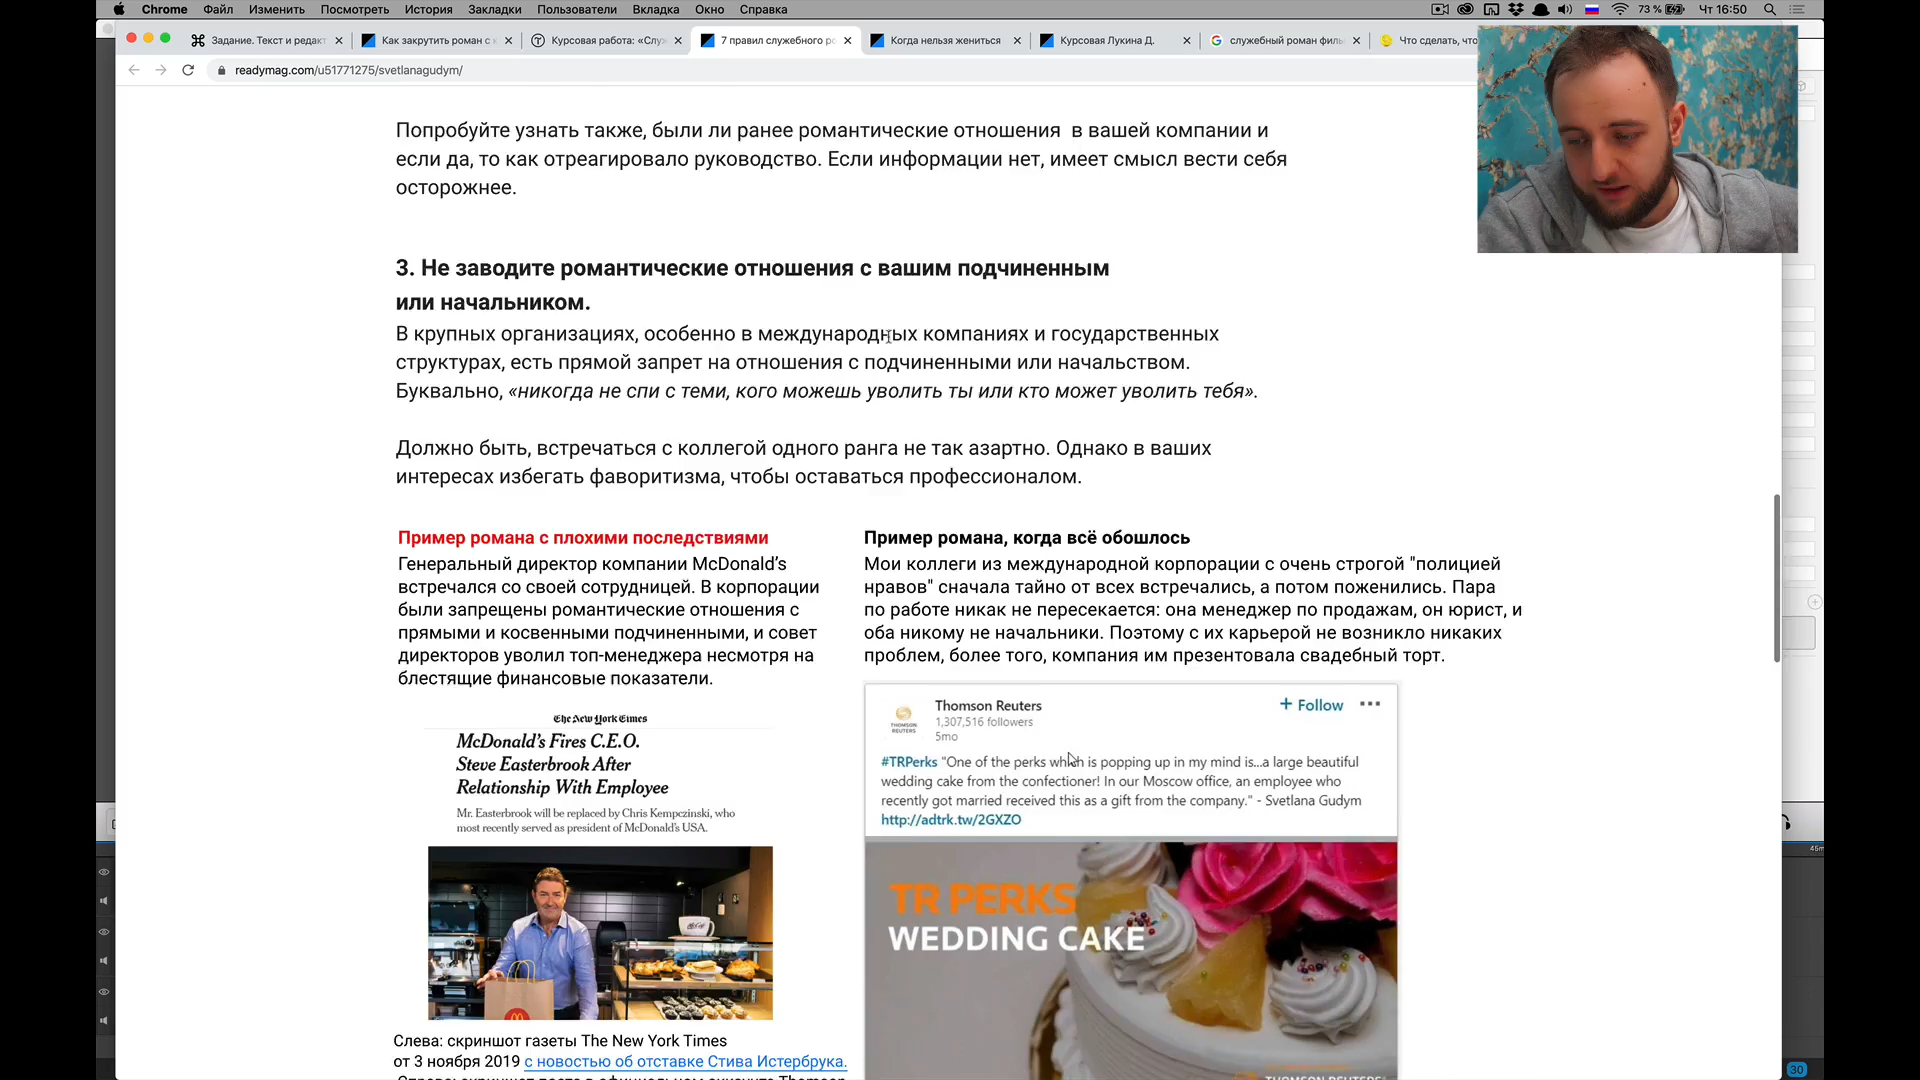 Chrome Файл Изменить Просмотреть История Закладки Пользователи Вкладка Окно Справка 73 % Чт 16:50
Задание. Текст и редакт Как закрутить роман с к Курсовая работа: «Слу 7 правил служебного ро Когда нельзя жениться Курсовая Лукина Д. служебный роман филь Что сделать, что
readymag.com/u51771275/svetlanagudym/
Попробуйте узнать также, были ли ранее романтические отношения в вашей компании и
если да, то как отреагировало руководство. Если информации нет, имеет смысл вести себя
осторожнее.
3. Не заводите романтические отношения с вашим подчиненным
или начальником.
В крупных организациях, особенно в международных компаниях и государственных
структурах, есть прямой запрет на отношения с подчиненными или начальством.
Буквально, «никогда не спи с теми, кого можешь уволить ты или кто может уволить тебя».
Должно быть, встречаться с коллегой одного ранга не так азартно. Однако в ваших
интересах избегать фаворитизма, чтобы оставаться профессионалом.
Пример романа с плохими последствиями
Генеральный директор компании McDonald’s
встречался со своей сотрудницей. В корпорации
были запрещены романтические отношения с
прямыми и косвенными подчиненными, и совет
директоров уволил топ-менеджера несмотря на
блестящие финансовые показатели.
The New York Times
McDonald’s Fires C.E.O.
Steve Easterbrook After
Relationship With Employee
Mr. Easterbrook will be replaced by Chris Kempczinski, who
most recently served as president of McDonald’s USA.
Слева: скриншот газеты The New York Times
от 3 ноября 2019 с новостью об отставке Стива Истербрука.
Пример романа, когда всё обошлось
Мои коллеги из международной корпорации с очень строгой "полицией
нравов" сначала тайно от всех встречались, а потом поженились. Пара
по работе никак не пересекается: она менеджер по продажам, он юрист, и
оба никому не начальники. Поэтому с их карьерой не возникло никаких
проблем, более того, компания им презентовала свадебный торт.
THOMSON REUTERS
Thomson Reuters + Follow
1,307,516 followers
5mo
#TRPerks "One of the perks which is popping up in my mind is...a large beautiful
wedding cake from the confectioner! In our Moscow office, an employee who
recently got married received this as a gift from the company." - Svetlana Gudym
http://adtrk.tw/2GXZO
TR PERKS
WEDDING CAKE
THOMSON REUTERS
45m
30